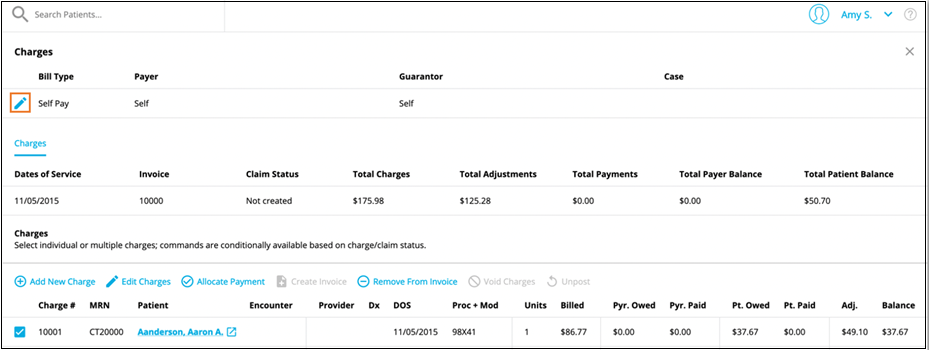 Search Patients... Amy S.
Charges
Bill Type Payer Guarantor Case
Self Pay Self Self
Charges
Dates of Service Invoice Claim Status Total Charges Total Adjustments Total Payments Total Payer Balance Total Patient Balance
11/05/2015 10000 Not created $175.98 $125.28 $0.00 $0.00 $50.70
Charges
Select individual or multiple charges; commands are conditionally available based on charge/claim status.
Add New Charge Edit Charges Allocate Payment Create Invoice Remove From Invoice Void Charges Unpost
Charge # MRN Patient Encounter Provider Dx DOS Proc + Mod Units Billed Pyr. Owed Pyr. Paid Pt. Owed Pt. Paid Adj. Balance
10001 CT20000 Aanderson, Aaron A. 11/05/2015 98X41 1 $86.77 $0.00 $0.00 $37.67 $0.00 $49.10 $37.67